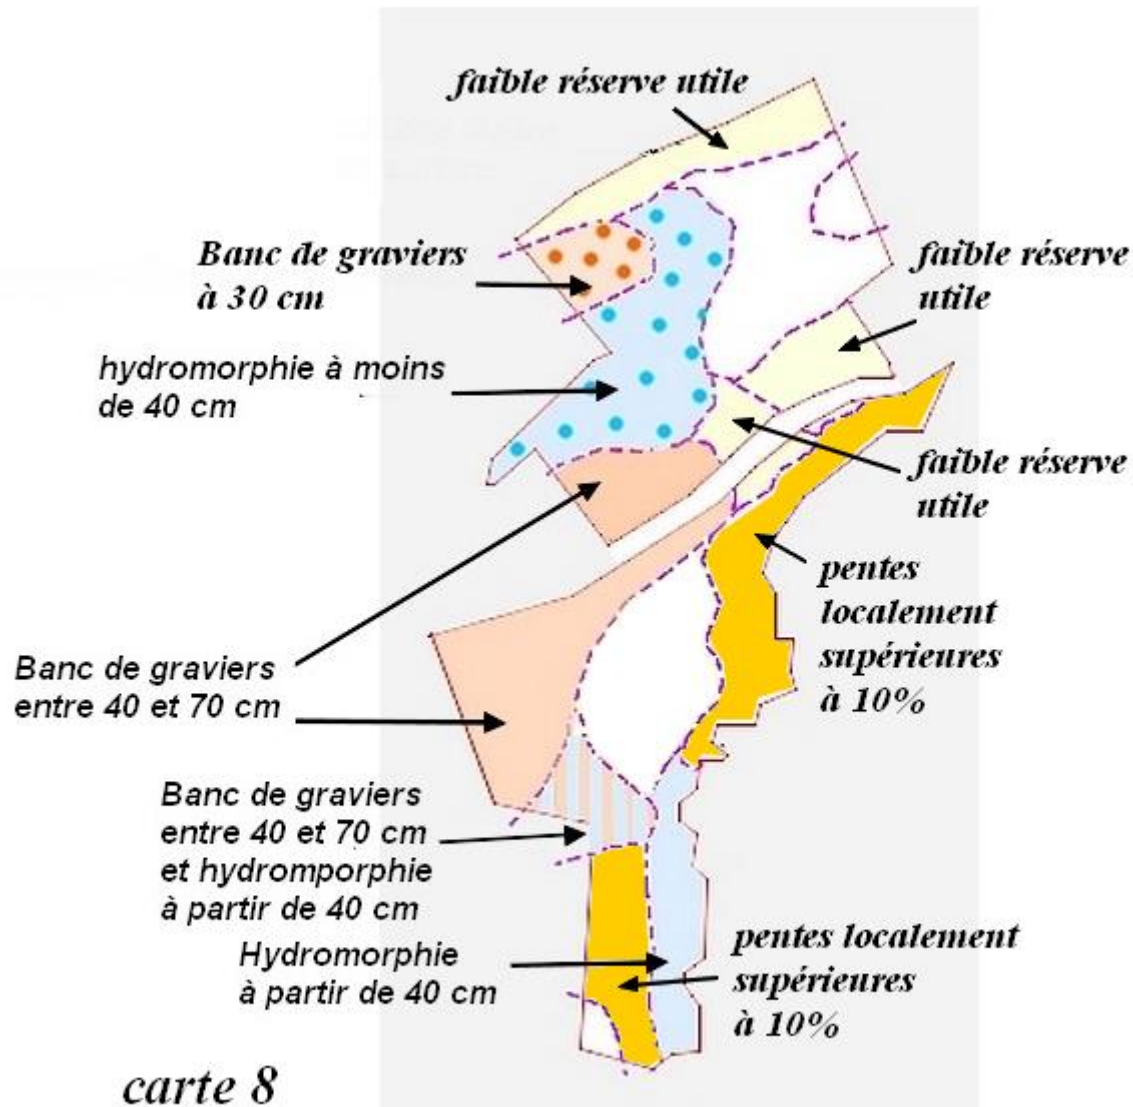 faible réserve utile
Banc de graviers
à 30 cm
faible réserve
utile
hydromorphie à moins
de 40 cm
faible réserve
utile
pentes
localement
supérieures
à 10%
Banc de graviers
entre 40 et 70 cm
Banc de graviers
entre 40 et 70 cm
et hydromporphie
à partir de 40 cm
Hydromorphie
à partir de 40 cm
pentes localement
supérieures
à 10%
carte 8